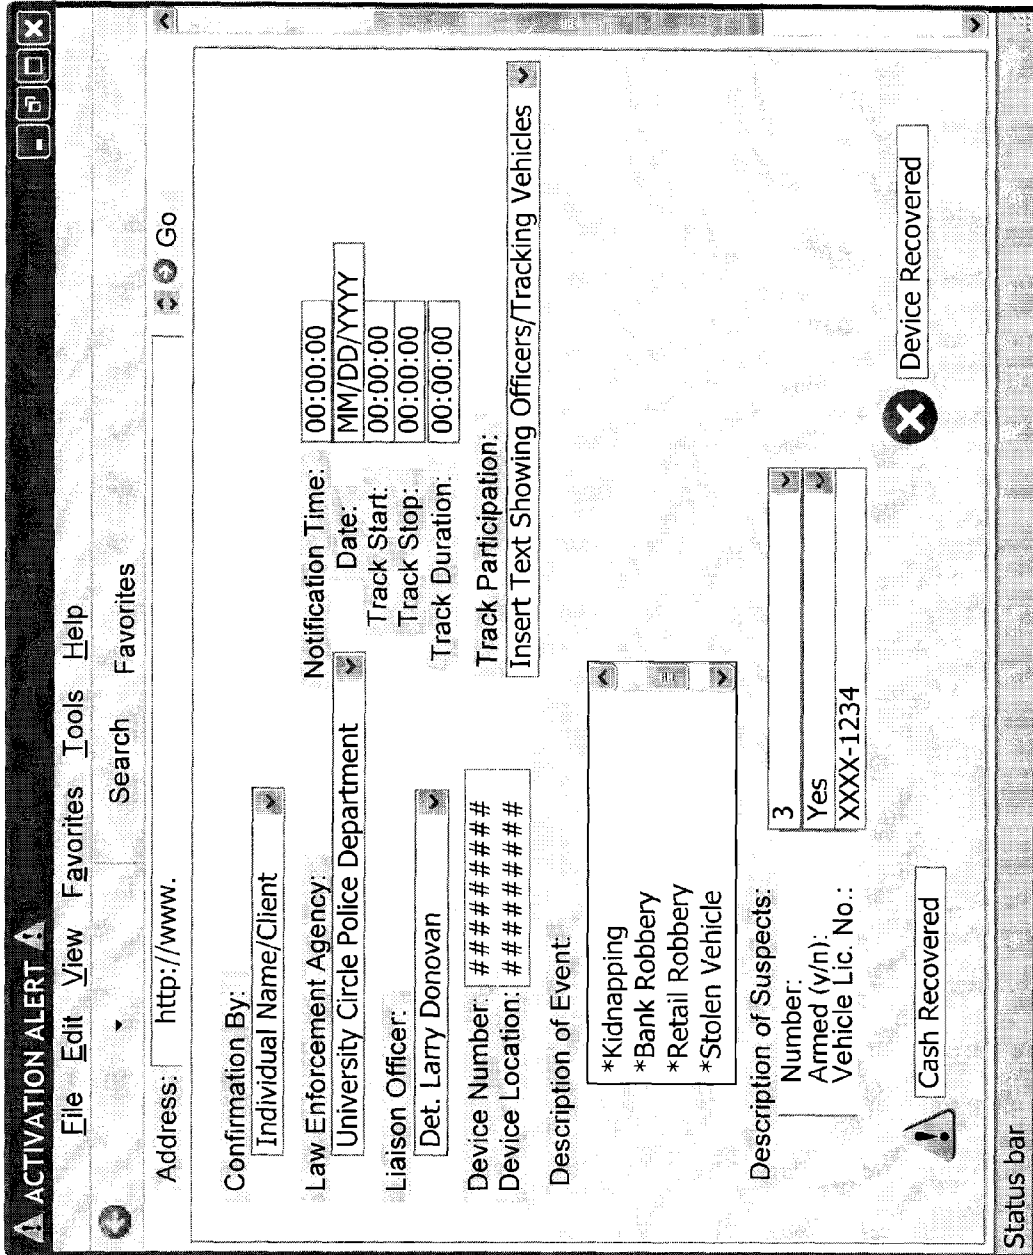 ACTIVATION ALERT
File Edit View Favorites Tools Help
Search Favorites
Address: http://www. Go
Confirmation By:
Individual Name/Client
Law Enforcement Agency:
University Circle Police Department
Liaison Officer:
Det. Larry Donovan
Device Number: #########
Device Location: #########
Notification Time: 00:00:00
Date: MM/DD/YYYY
Track Start: 00:00:00
Track Stop: 00:00:00
Track Duration: 00:00:00
Track Participation:
Insert Text Showing Officers/Tracking Vehicles
Description of Event:
*Kidnapping
*Bank Robbery
*Retail Robbery
*Stolen Vehicle
Description of Suspects:
Number: 3
Armed (y/n): Yes
Vehicle Lic. No.: XXXX-1234
Cash Recovered
Device Recovered
Status bar